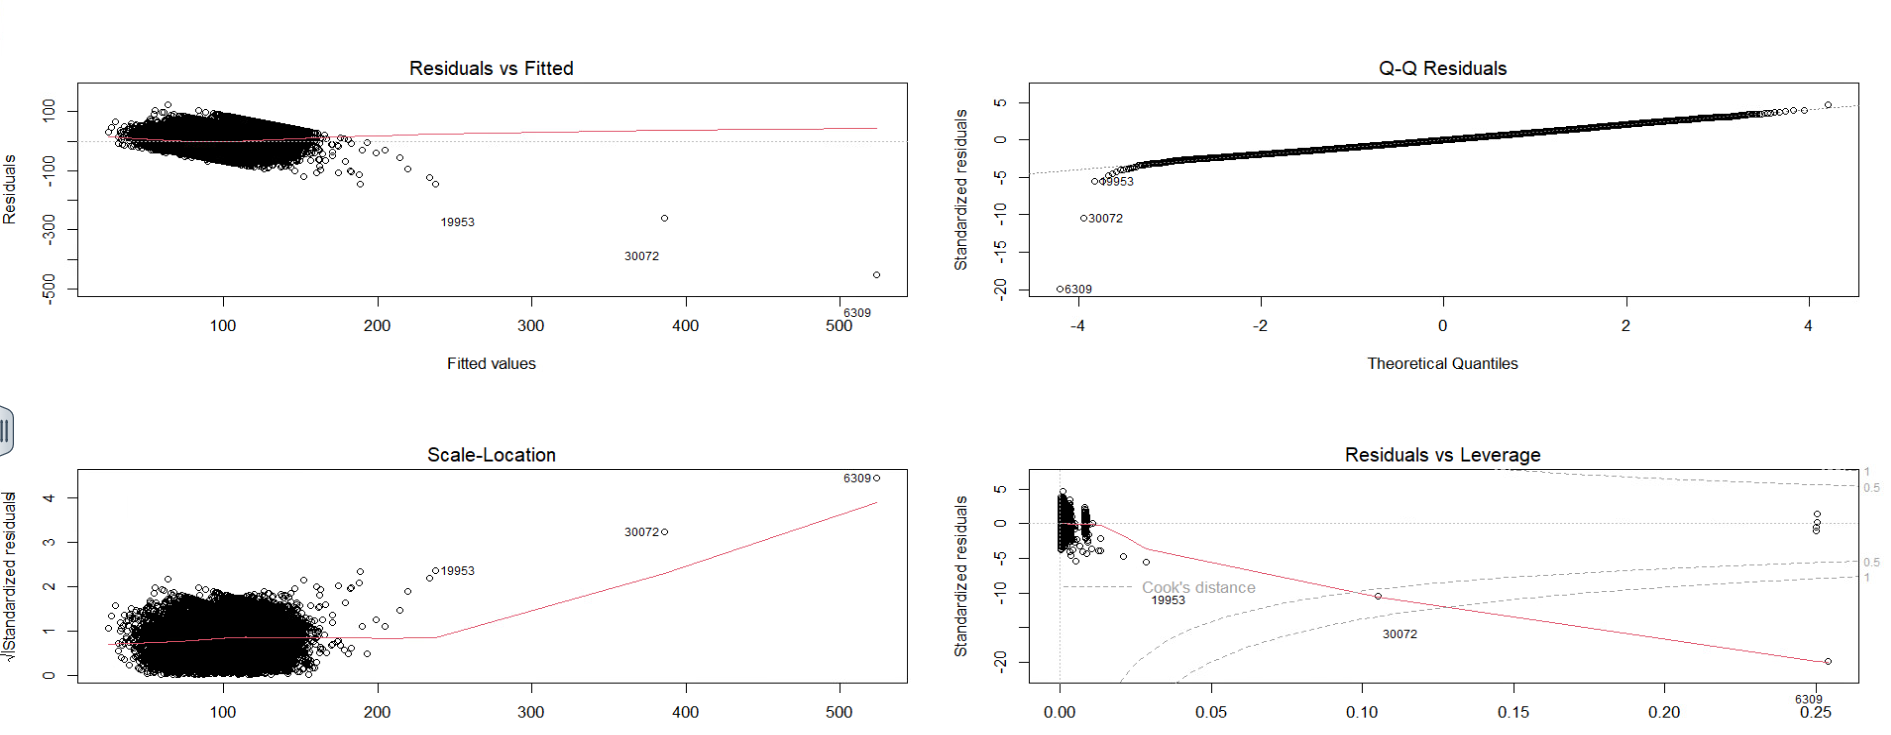 Residuals vs Fitted
Residuals
100
-100
-300
-500
19953
30072
6309
100 200 300 400 500
Fitted values
Q-Q Residuals
Standardized residuals
5
0
-5
-10
-15
-20
19953
30072
6309
-4 -2 0 2 4
Theoretical Quantiles
Scale-Location
√|Standardized residuals|
4
3
2
1
0
6309
30072
19953
100 200 300 400 500
Residuals vs Leverage
Standardized residuals
5
0
-5
-10
-20
1
0.5
0.5
1
Cook's distance
19953
30072
6309
0.00 0.05 0.10 0.15 0.20 0.25